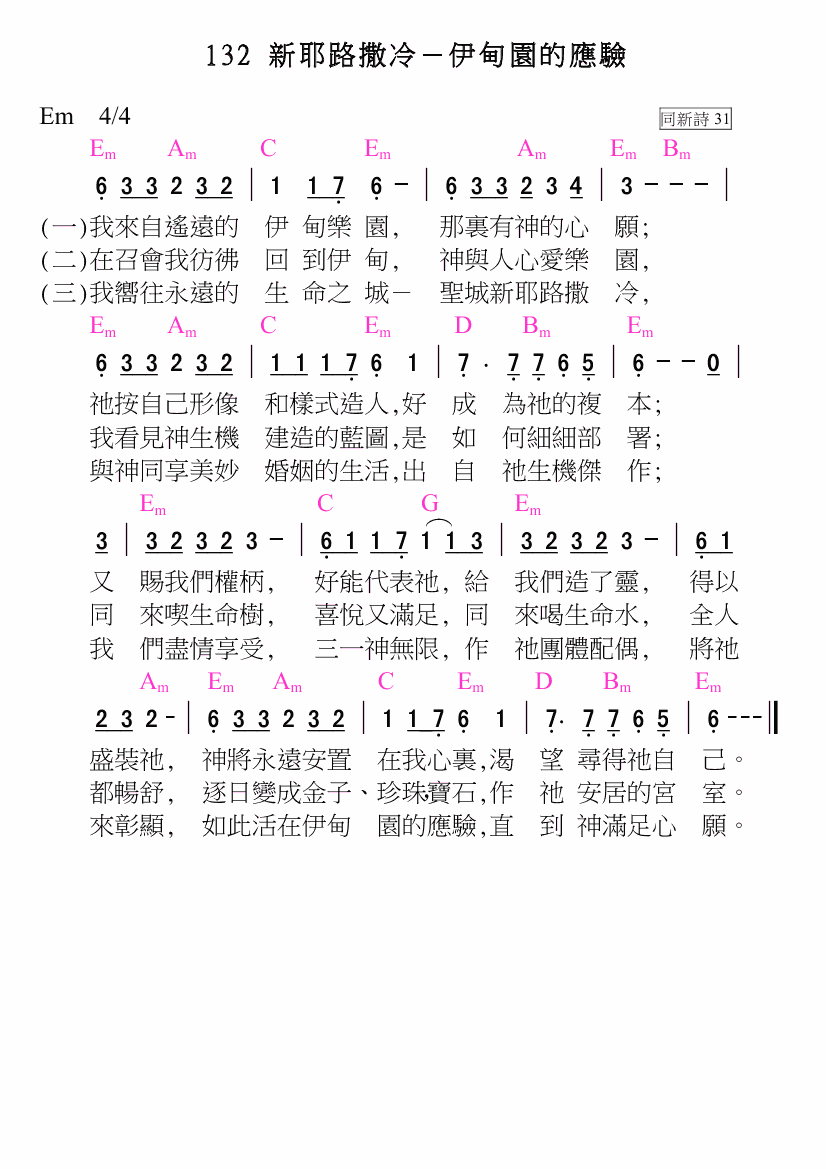 132 新耶路撒冷－伊甸園的應驗
Em 4/4 同新詩 31
Em Am C Em Am Em Bm
6 3 3 2 3 2 | 1 1 7 6 - | 6 3 3 2 3 4 | 3 - - - |
(一)我來自遙遠的 伊 甸樂 園, 那裏有神的心 願;
(二)在召會我彷彿 回 到伊 甸, 神與人心愛樂 園,
(三)我嚮往永遠的 生 命之 城－ 聖城新耶路撒 冷,
Em Am C Em D Bm Em
6 3 3 2 3 2 | 1 1 1 7 6 1 | 7 . 7 7 6 5 | 6 - - 0 |
祂按自己形像 和樣式造人,好 成 為祂的複 本;
我看見神生機 建造的藍圖,是 如 何細細部 署;
與神同享美妙 婚姻的生活,出 自 祂生機傑 作;
Em C G Em
3 | 3 2 3 2 3 - | 6 1 1 7 1 1 3 | 3 2 3 2 3 - | 6 1
又 賜我們權柄, 好能代表祂, 給 我們造了靈, 得以
同 來喫生命樹, 喜悅又滿足, 同 來喝生命水, 全人
我 們盡情享受, 三一神無限, 作 祂團體配偶, 將祂
Am Em Am C Em D Bm Em
2 3 2 - | 6 3 3 2 3 2 | 1 1 7 6 1 | 7 . 7 7 6 5 | 6 - - - ||
盛裝祂, 神將永遠安置 在我心裏,渴 望 尋得祂自 己。
都暢舒, 逐日變成金子、珍珠,寶石,作 祂 安居的宮 室。
來彰顯, 如此活在伊甸 園的應驗,直 到 神滿足心 願。